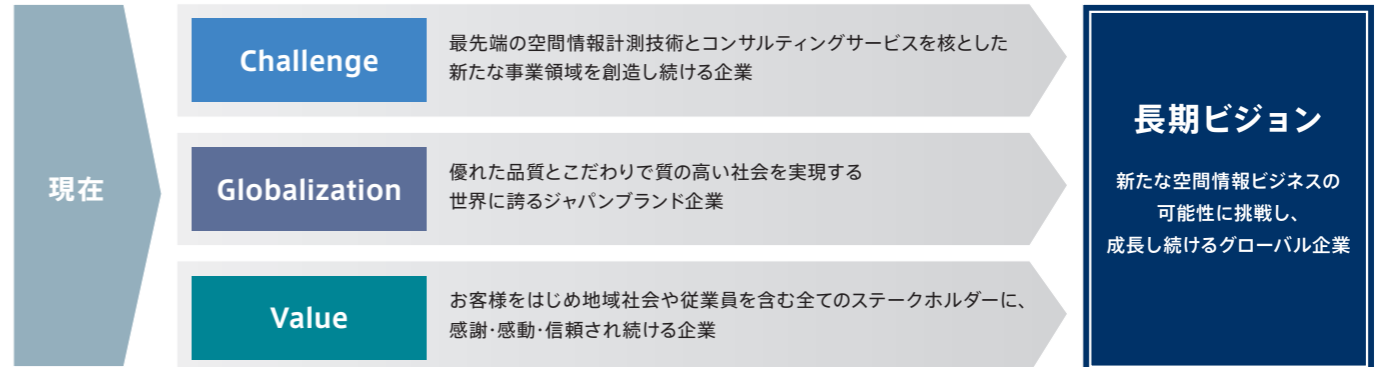 現在
Challenge
最先端の空間情報計測技術とコンサルティングサービスを核とした
新たな事業領域を創造し続ける企業
Globalization
優れた品質とこだわりで質の高い社会を実現する
世界に誇るジャパンブランド企業
Value
お客様をはじめ地域社会や従業員を含む全てのステークホルダーに、
感謝・感動・信頼され続ける企業
長期ビジョン
新たな空間情報ビジネスの
可能性に挑戦し、
成長し続けるグローバル企業